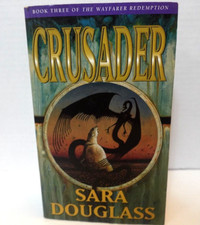 BOOK THREE OF THE WAYFARER REDEMPTION
CRUSADER
SARA
DOUGLASS